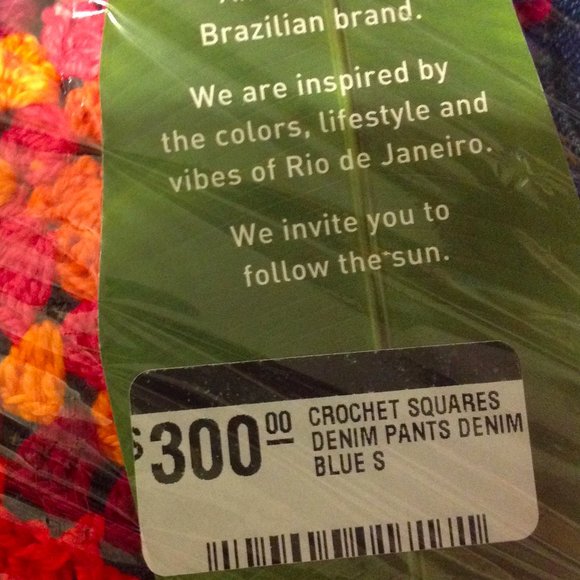 Brazilian brand.
We are inspired by
the colors, lifestyle and
vibes of Rio de Janeiro.
We invite you to
follow the sun.
$300.00 CROCHET SQUARES
DENIM PANTS DENIM
BLUE S